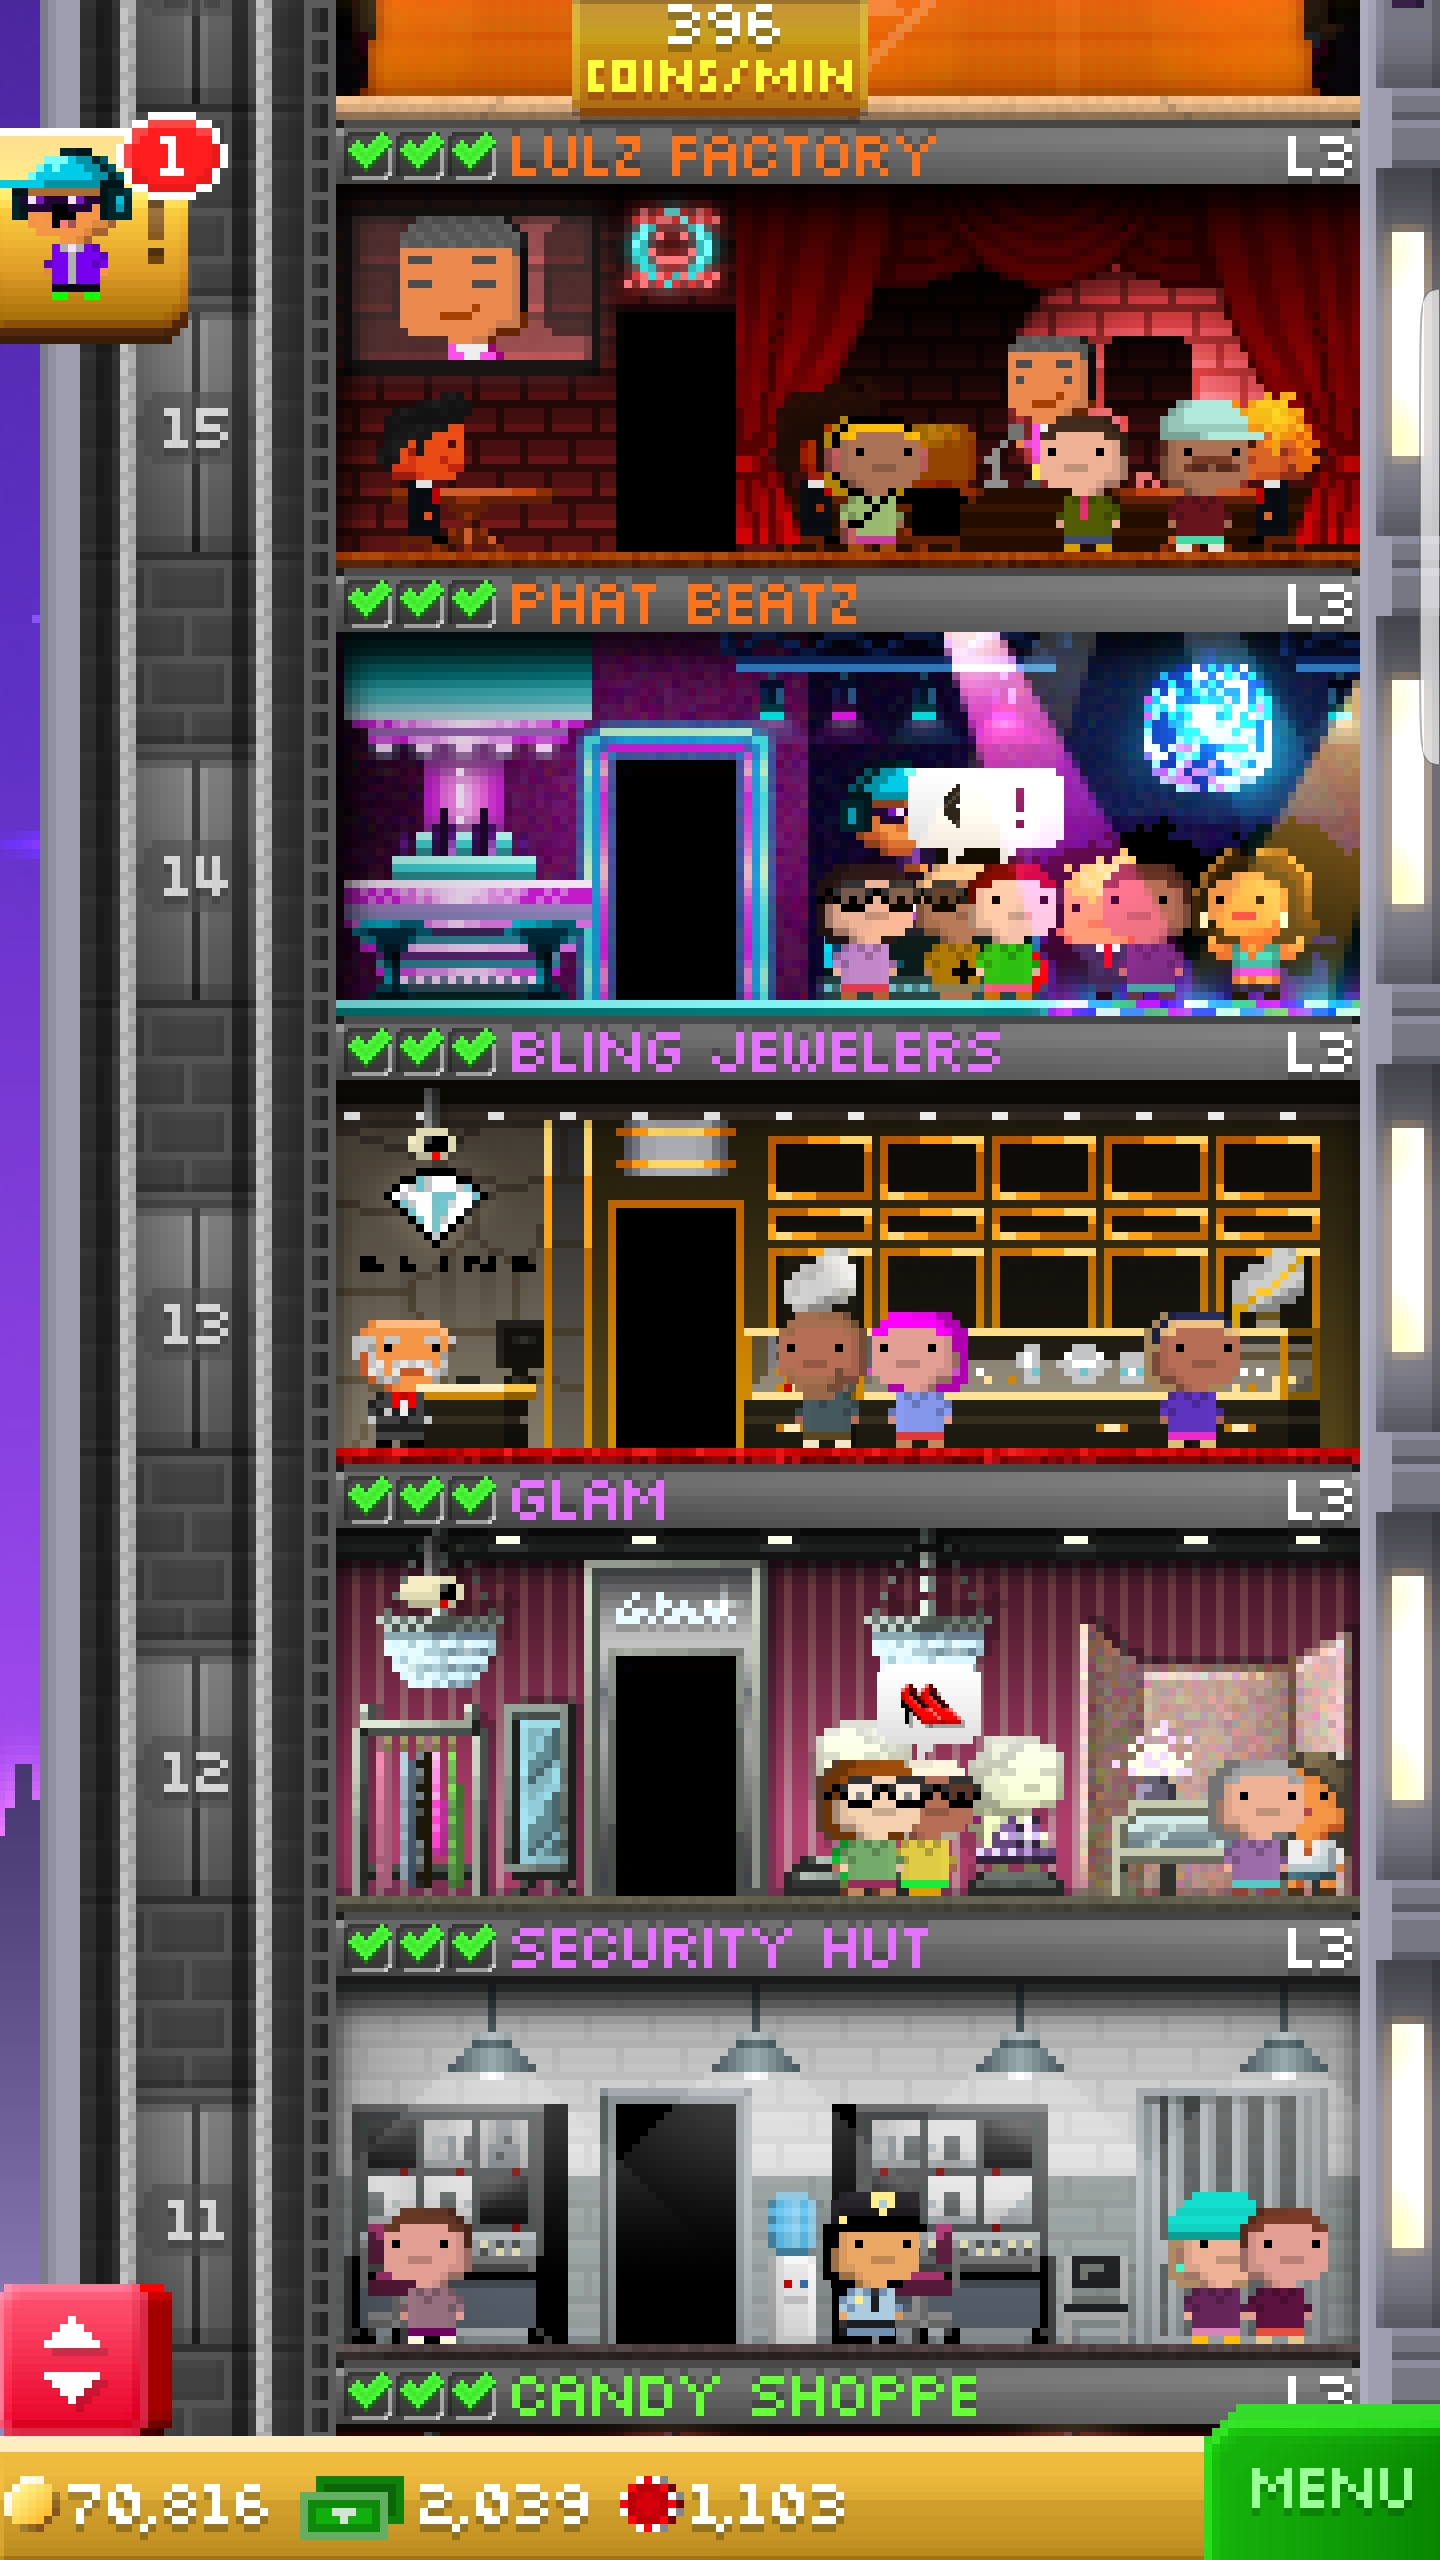 396
COINS/MIN
1
LULZ FACTORY L3
15
PHAT BEATZ L3
!
14
BLING JEWELERS L3
BLING
13
GLAM L3
Glam
12
SECURITY HUT L3
11
CANDY SHOPPE L3
70,816 2,039 1,103
MENU